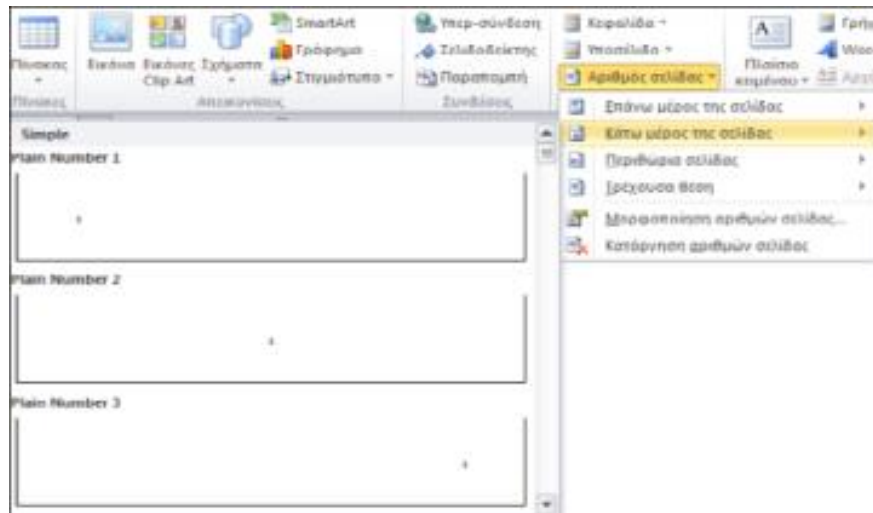 SmartArt
Γράφημα
Στιγμιότυπο
Πίνακας
Εικόνα
Εικόνες Clip Art
Σχήματα
Υπερ-σύνδεση
Σελιδοδείκτης
Παραπομπή
Κεφαλίδα
Υποσέλιδο
Αριθμός σελίδας
Πλαίσιο κειμένου
Πίνακες
Απεικονίσεις
Συνδέσεις
Επάνω μέρος της σελίδας
Κάτω μέρος της σελίδας
Περιθώρια σελίδας
Τρέχουσα θέση
Μορφοποίηση αριθμών σελίδας...
Κατάργηση αριθμών σελίδας
Simple
Plain Number 1
Plain Number 2
Plain Number 3